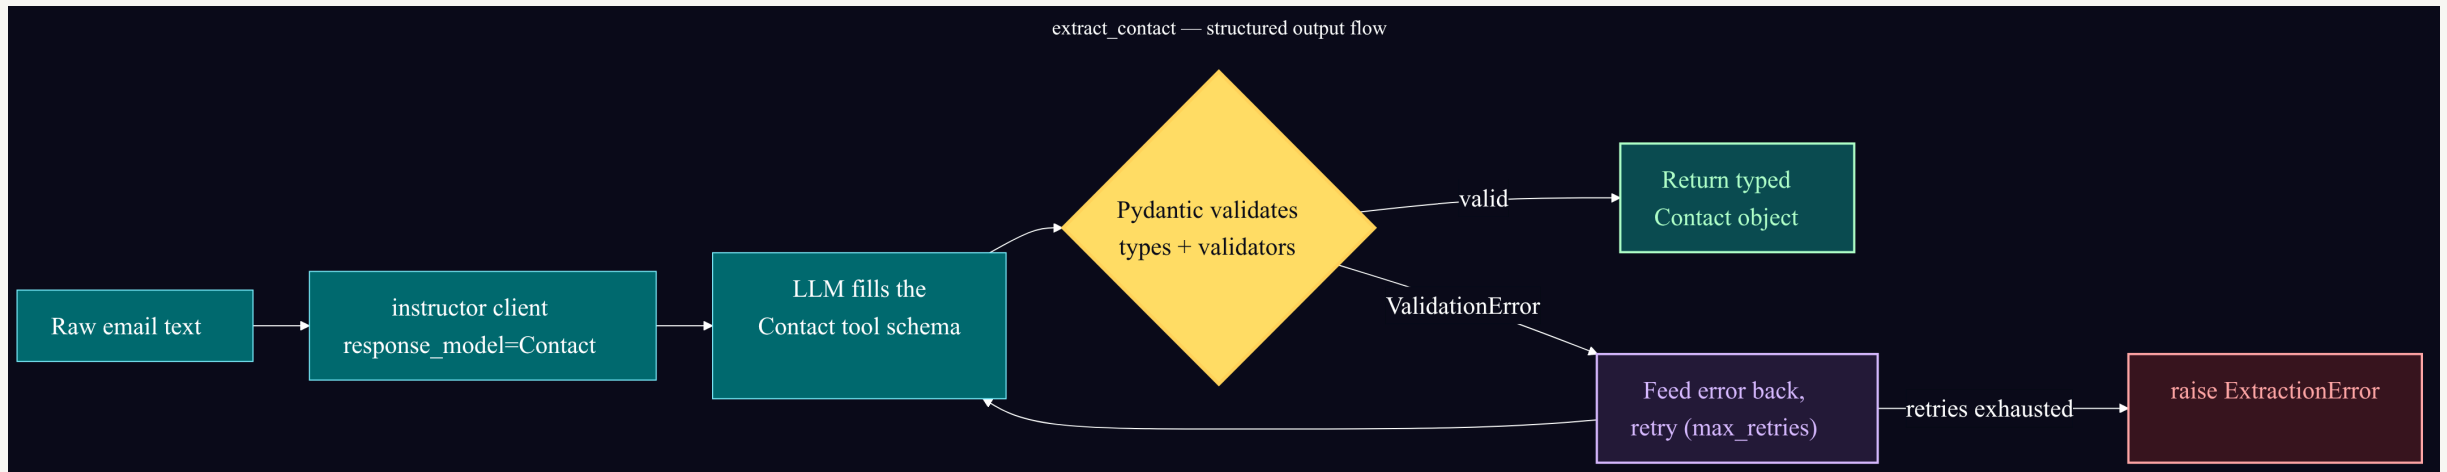 extract_contact — structured output flow
Raw email text
instructor client
response_model=Contact
LLM fills the
Contact tool schema
Pydantic validates
types + validators
valid
Return typed
Contact object
ValidationError
Feed error back,
retry (max_retries)
retries exhausted
raise ExtractionError